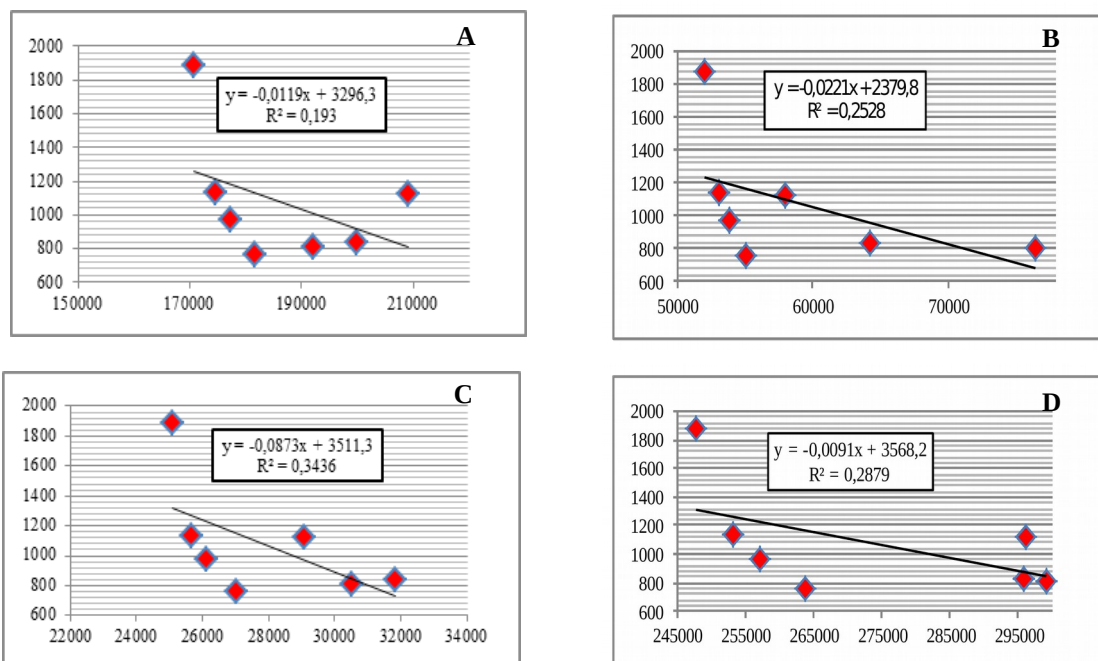 A
2000
1800
1600
1400
1200
1000
800
600
y = -0,0119x + 3296,3
R² = 0,193
150000 170000 190000 210000
B
2000
1800
1600
1400
1200
1000
800
600
y =-0,0221x +2379,8
R² =0,2528
50000 60000 70000
C
2000
1800
1600
1400
1200
1000
800
600
y = -0,0873x + 3511,3
R² = 0,3436
22000 24000 26000 28000 30000 32000 34000
D
2000
1800
1600
1400
1200
1000
800
600
y = -0,0091x + 3568,2
R² = 0,2879
245000 255000 265000 275000 285000 295000